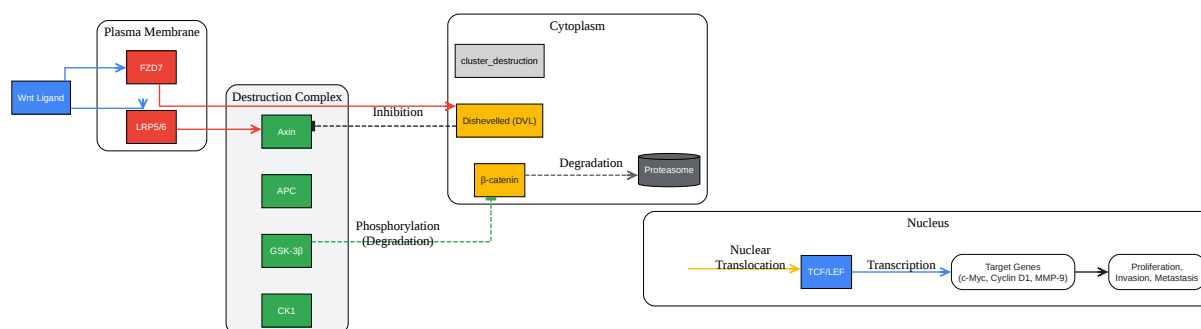 Plasma Membrane
FZD7
Wnt Ligand
LRP5/6
Destruction Complex
Axin
APC
GSK-3β
CK1
Inhibition
Phosphorylation
(Degradation)
Cytoplasm
cluster_destruction
Dishevelled (DVL)
β-catenin
Degradation
Proteasome
Nucleus
Nuclear
Translocation
TCF/LEF
Transcription
Target Genes
(c-Myc, Cyclin D1, MMP-9)
Proliferation,
Invasion, Metastasis